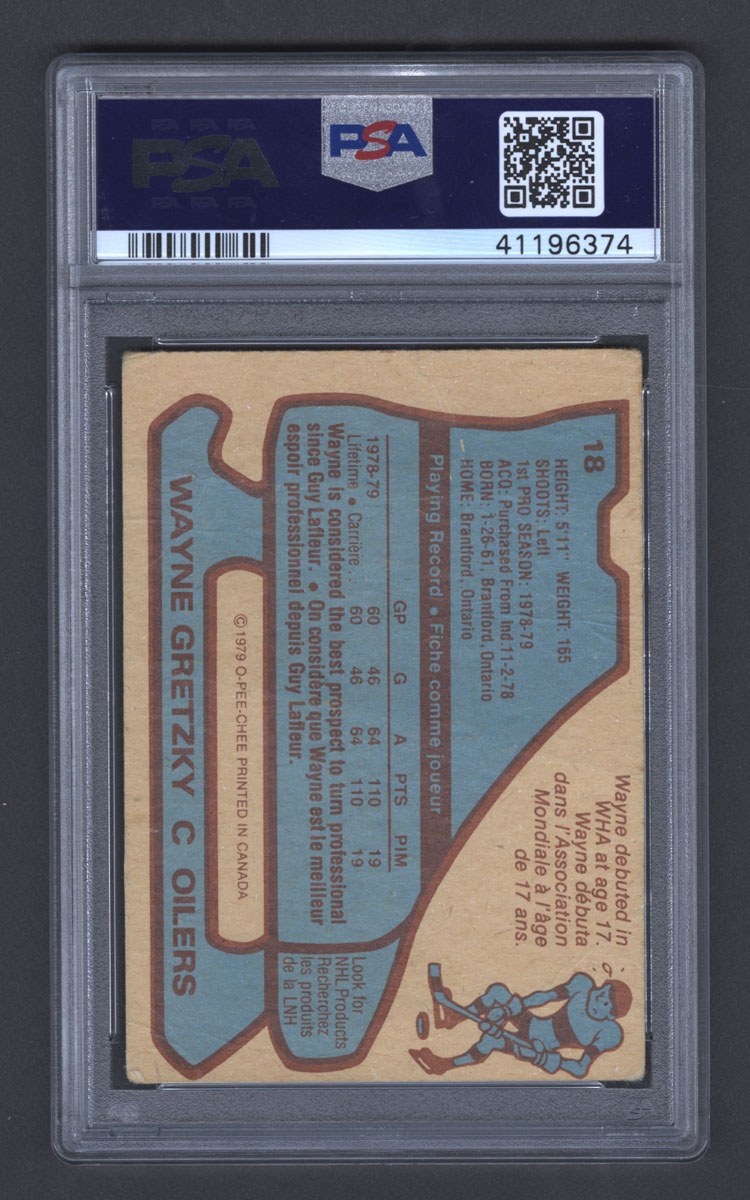 PSA
PSA
41196374
18
HEIGHT: 5'11" WEIGHT: 165
SHOOTS: Left
1st PRO SEASON: 1978-79
ACQ: Purchased From Ind 11-2-78
BORN: 1-26-61, Brantford, Ontario
HOME: Brantford, Ontario
Playing Record • Fiche comme joueur
GP G A PTS PIM
1978-79 60 46 64 110 19
Lifetime • Carrière ... 60 46 64 110 19
Wayne is considered the best prospect to turn professional
since Guy Lafleur. • On considère que Wayne est le meilleur
espoir professionnel depuis Guy Lafleur.
Wayne debuted in
WHA at age 17.
Wayne débuta
dans l'Association
Mondiale à l'âge
de 17 ans.
Look for
NHL Products
Recherchez
les produits
de la LNH
© 1979 O-PEE-CHEE PRINTED IN CANADA
WAYNE GRETZKY C OILERS